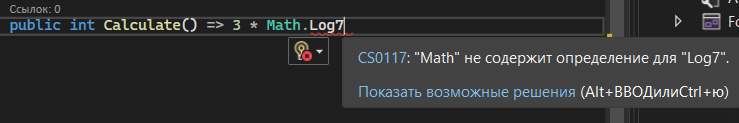 Ссылок: 0
public int Calculate() => 3 * Math.Log7
CS0117: "Math" не содержит определение для "Log7".
Показать возможные решения (Alt+ВВОДилиCtrl+ю)
Fo